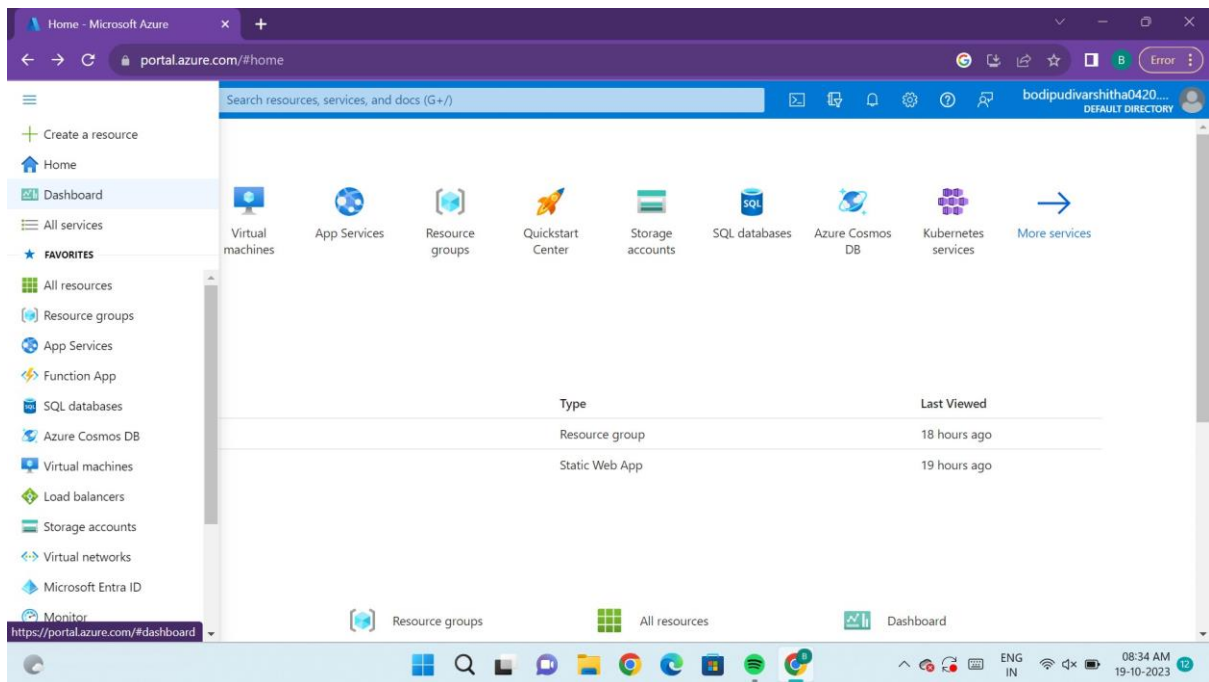 Home - Microsoft Azure
portal.azure.com/#home
B
Error
Search resources, services, and docs (G+/)
bodipudivarshitha0420....
DEFAULT DIRECTORY
Create a resource
Home
Dashboard
All services
FAVORITES
All resources
Resource groups
App Services
Function App
SQL databases
Azure Cosmos DB
Virtual machines
Load balancers
Storage accounts
Virtual networks
Microsoft Entra ID
Monitor
https://portal.azure.com/#dashboard
Virtual
machines
App Services
Resource
groups
Quickstart
Center
Storage
accounts
SQL
SQL databases
Azure Cosmos
DB
Kubernetes
services
More services
Type Last Viewed
Resource group 18 hours ago
Static Web App 19 hours ago
Resource groups All resources Dashboard
ENG
IN
08:34 AM
19-10-2023
12